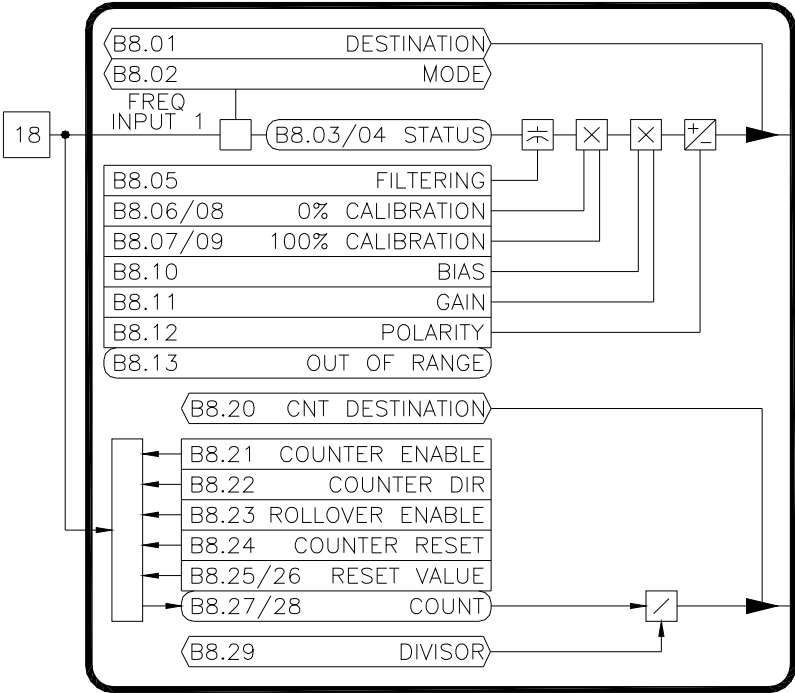 B8.01 DESTINATION
B8.02 MODE
FREQ
INPUT 1
18
B8.03/04 STATUS
+
-
B8.05 FILTERING
B8.06/08 0% CALIBRATION
B8.07/09 100% CALIBRATION
B8.10 BIAS
B8.11 GAIN
B8.12 POLARITY
B8.13 OUT OF RANGE
B8.20 CNT DESTINATION
B8.21 COUNTER ENABLE
B8.22 COUNTER DIR
B8.23 ROLLOVER ENABLE
B8.24 COUNTER RESET
B8.25/26 RESET VALUE
B8.27/28 COUNT
B8.29 DIVISOR